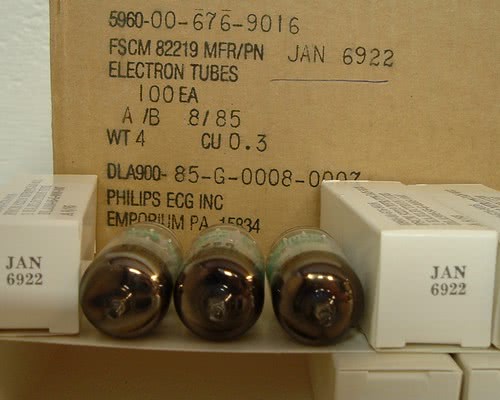 5960-00-676-9016
FSCM 82219 MFR/PN JAN 6922
ELECTRON TUBES
100 EA
A/B 8/85
WT 4 CU 0.3
DLA900-85-G-0008-0007
PHILIPS ECG INC
EMPORIUM PA. 15834
JAN
6922
JAN
6922